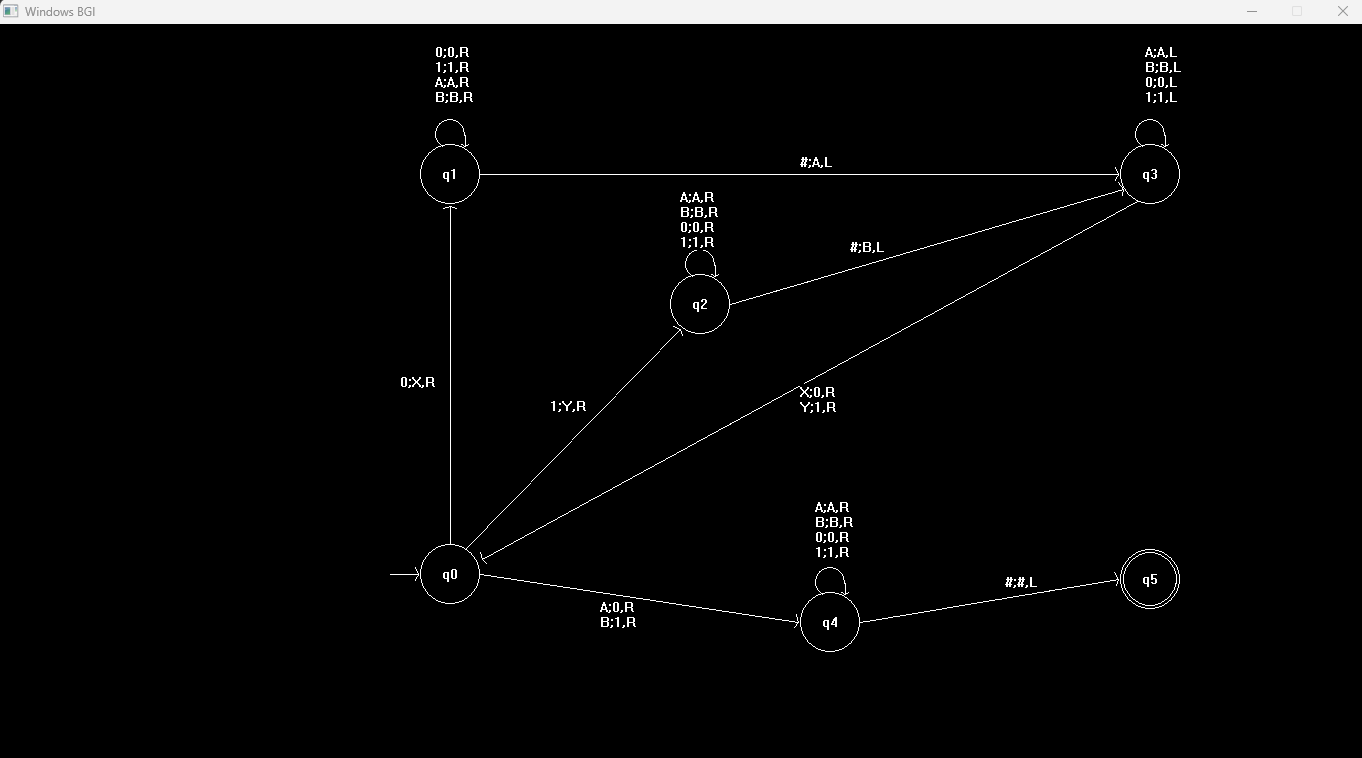 Windows BGI
0;0,R
1;1,R
A;A,R
B;B,R
A;A,L
B;B,L
0;0,L
1;1,L
q1
#;A,L
q3
A;A,R
B;B,R
0;0,R
1;1,R
#;B,L
q2
0;X,R
1;Y,R
X;0,R
Y;1,R
A;A,R
B;B,R
0;0,R
1;1,R
q0
#;#,L
q5
A;0,R
B;1,R
q4